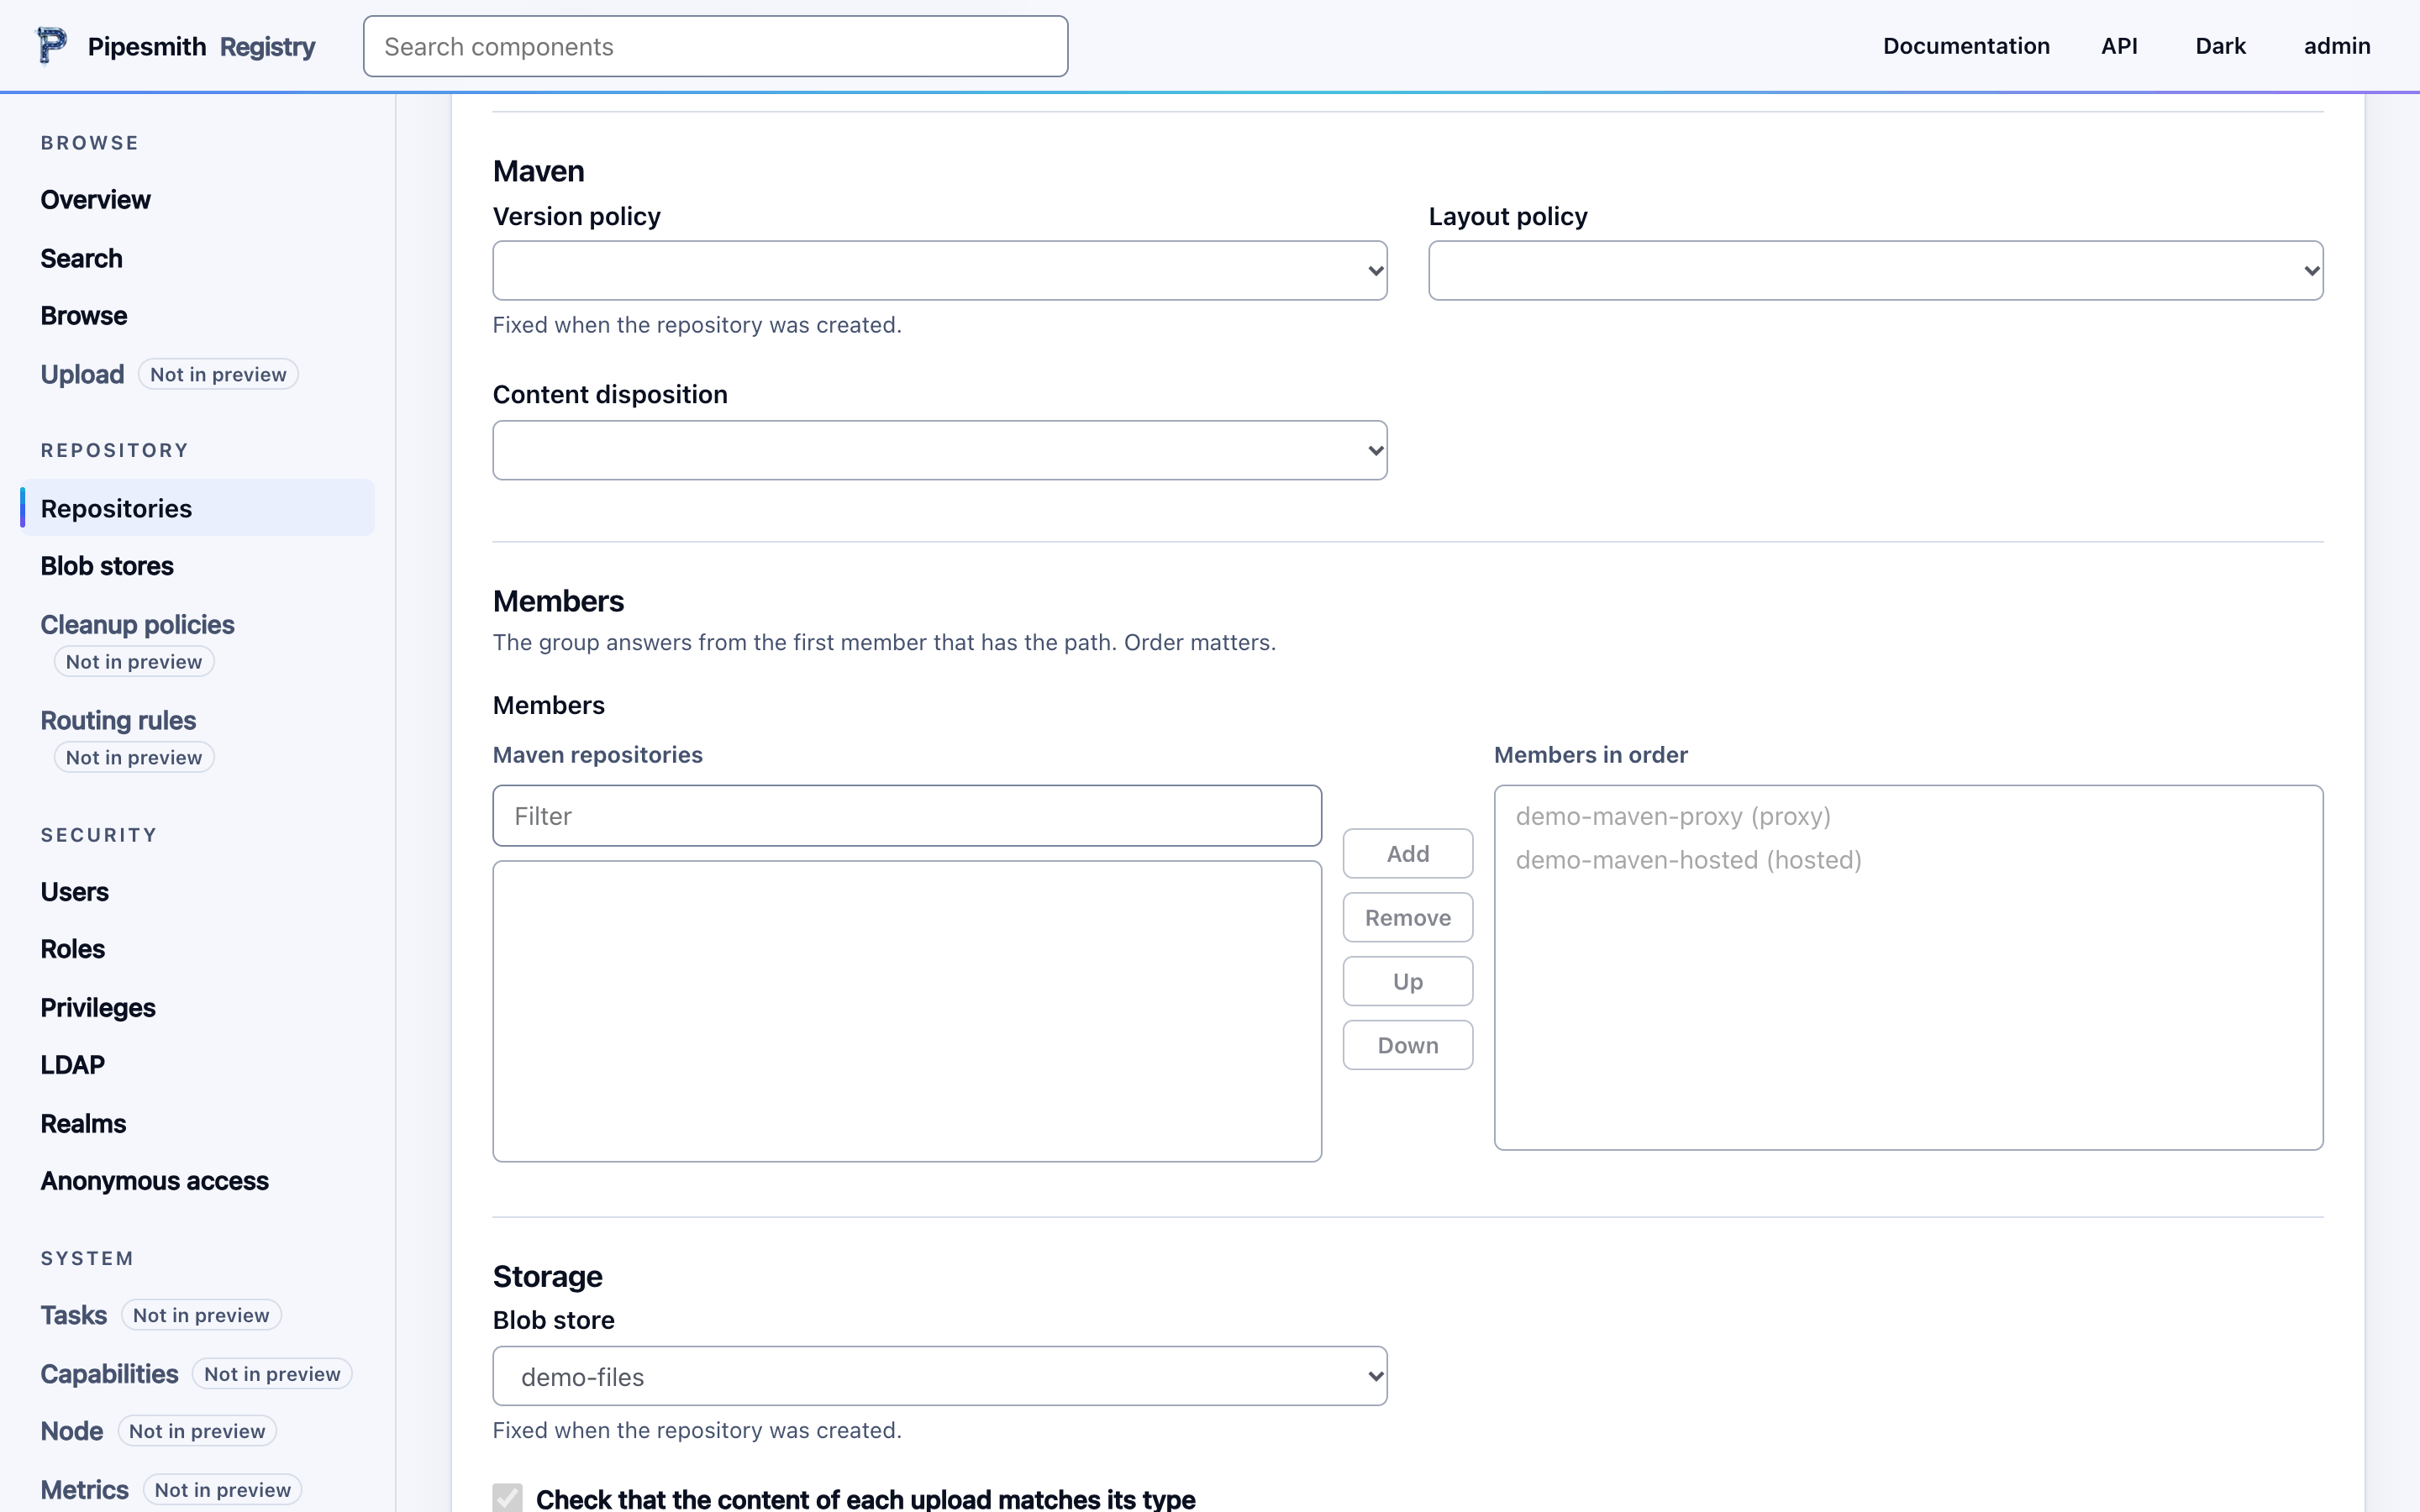 Pipesmith Registry
Search components
Documentation
API
Dark
admin
BROWSE
Overview
Search
Browse
Upload Not in preview
REPOSITORY
Repositories
Blob stores
Cleanup policies
Not in preview
Routing rules
Not in preview
SECURITY
Users
Roles
Privileges
LDAP
Realms
Anonymous access
SYSTEM
Tasks Not in preview
Capabilities Not in preview
Node Not in preview
Metrics Not in preview
Maven
Version policy
Layout policy
Fixed when the repository was created.
Content disposition
Members
The group answers from the first member that has the path. Order matters.
Members
Maven repositories
Filter
Add
Remove
Up
Down
Members in order
demo-maven-proxy (proxy)
demo-maven-hosted (hosted)
Storage
Blob store
demo-files
Fixed when the repository was created.
Check that the content of each upload matches its type